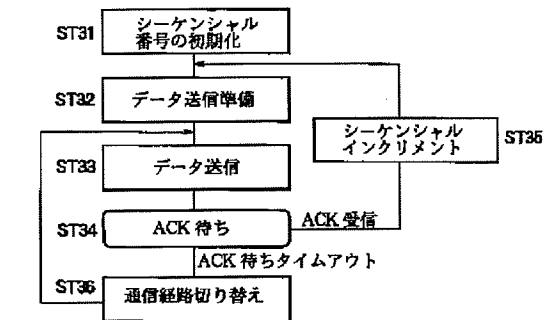 ST31
シーケンシャル
番号の初期化
ST32
データ送信準備
シーケンシャル
インクリメント
ST35
ST33
データ送信
ST34
ACK 待ち
ACK 受信
ACK 待ちタイムアウト
ST36
通信経路切り替え